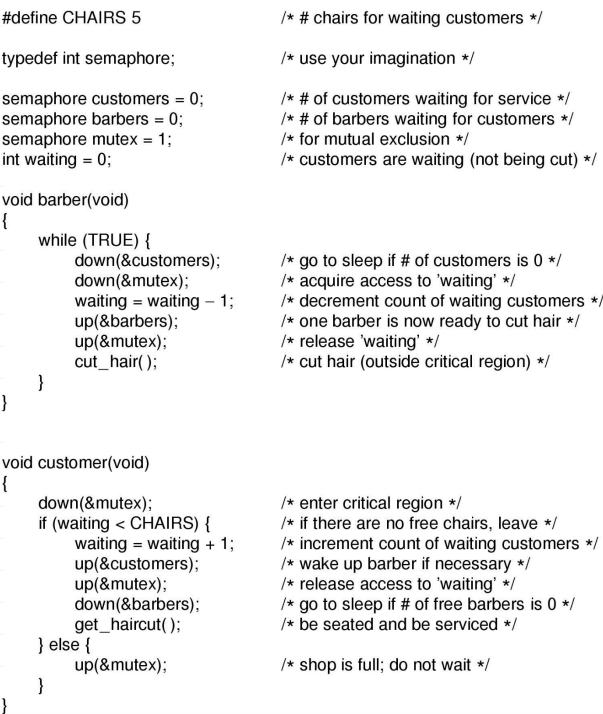 #define CHAIRS 5 /* # chairs for waiting customers */
typedef int semaphore; /* use your imagination */
semaphore customers = 0; /* # of customers waiting for service */
semaphore barbers = 0; /* # of barbers waiting for customers */
semaphore mutex = 1; /* for mutual exclusion */
int waiting = 0; /* customers are waiting (not being cut) */
void barber(void)
{
while (TRUE) {
down(&customers); /* go to sleep if # of customers is 0 */
down(&mutex); /* acquire access to ’waiting’ */
waiting = waiting − 1; /* decrement count of waiting customers */
up(&barbers); /* one barber is now ready to cut hair */
up(&mutex); /* release ’waiting’ */
cut_hair( ); /* cut hair (outside critical region) */
}
}
void customer(void)
{
down(&mutex); /* enter critical region */
if (waiting < CHAIRS) { /* if there are no free chairs, leave */
waiting = waiting + 1; /* increment count of waiting customers */
up(&customers); /* wake up barber if necessary */
up(&mutex); /* release access to ’waiting’ */
down(&barbers); /* go to sleep if # of free barbers is 0 */
get_haircut( ); /* be seated and be serviced */
} else {
up(&mutex); /* shop is full; do not wait */
}
}